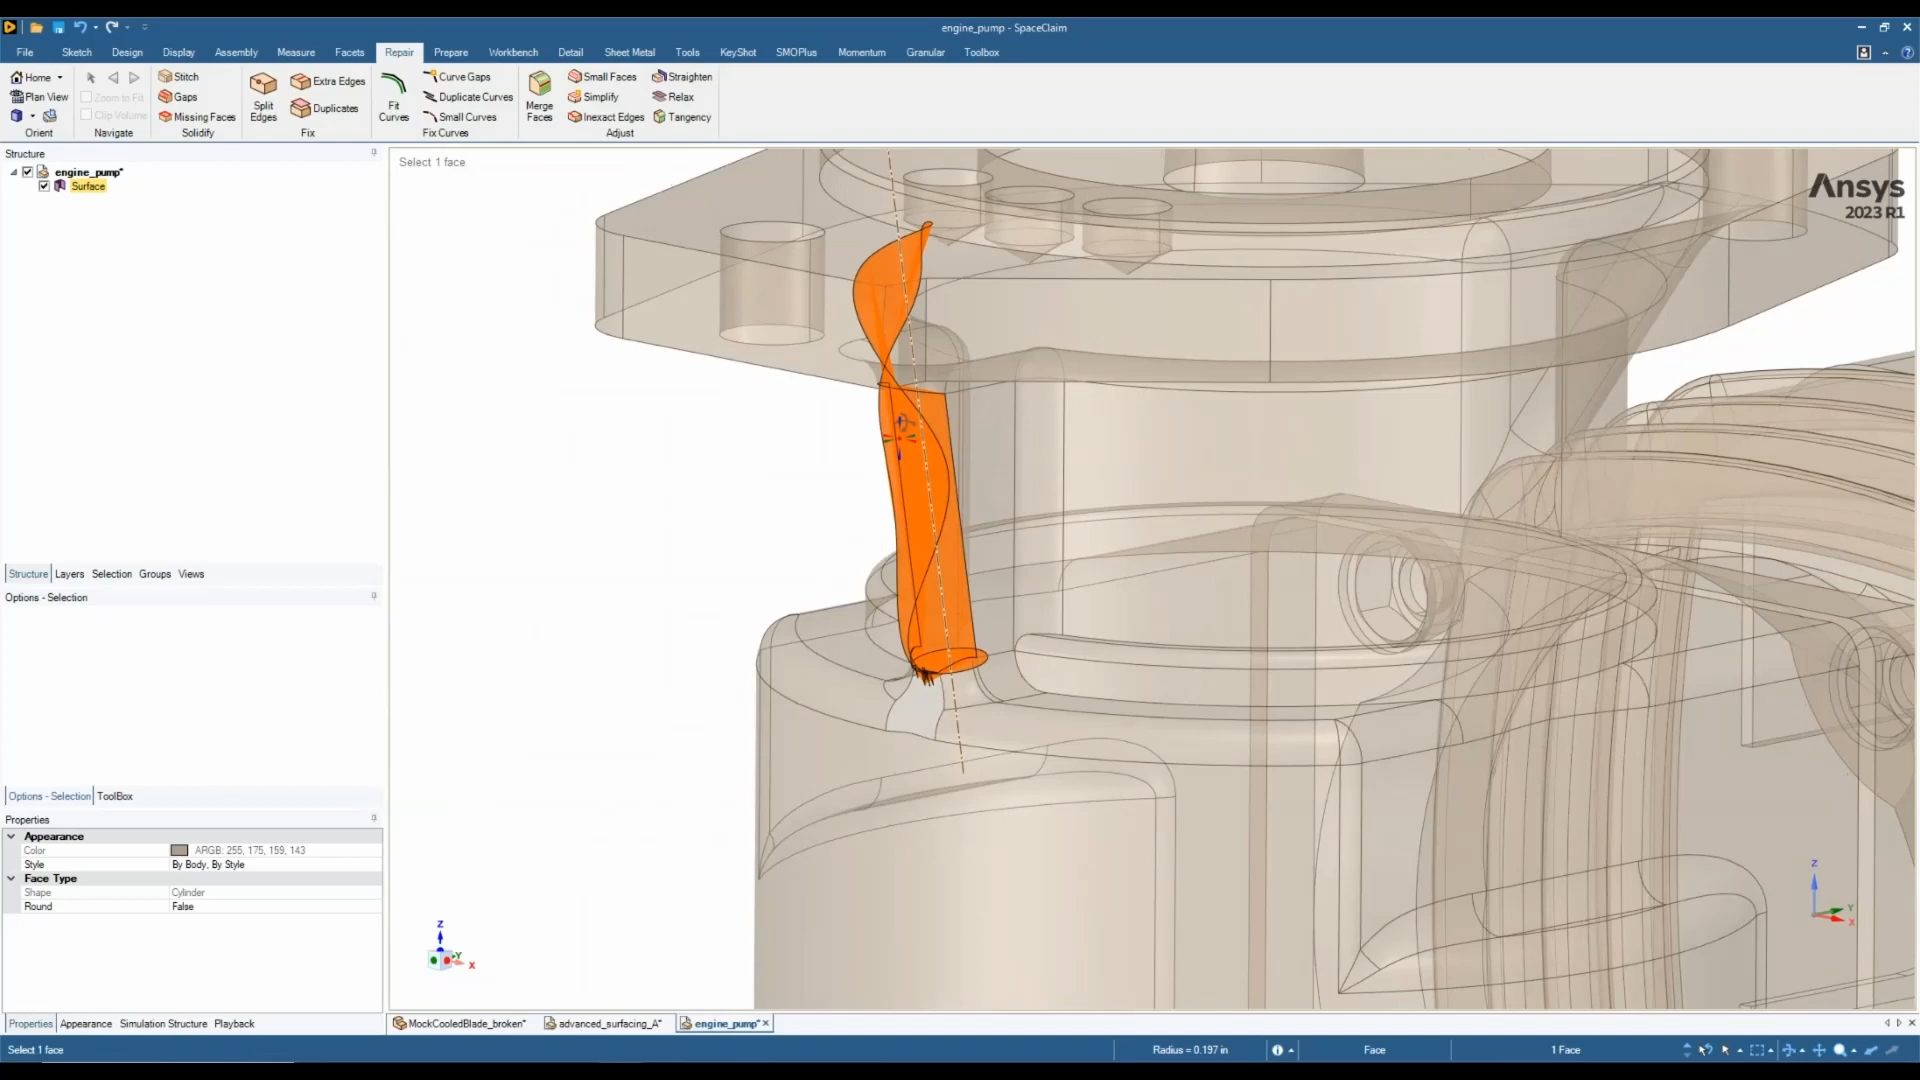 engine_pump - SpaceClaim
File Sketch Design Display Assembly Measure Facets Repair Prepare Workbench Detail Sheet Metal Tools KeyShot SMOPlus Momentum Granular Toolbox
Home
Plan View
Orient
Zoom to Fit
Clip Volume
Navigate
Stitch
Gaps
Missing Faces
Solidify
Split
Edges
Extra Edges
Duplicates
Fix
Fit
Curves
Curve Gaps
Duplicate Curves
Small Curves
Fix Curves
Merge
Faces
Small Faces
Simplify
Inexact Edges
Straighten
Relax
Tangency
Adjust
Structure
engine_pump*
Surface
Structure Layers Selection Groups Views
Options - Selection
Options - Selection ToolBox
Properties
Appearance
Color ARGB: 255, 175, 159, 143
Style By Body, By Style
Face Type
Shape Cylinder
Round False
Properties Appearance Simulation Structure Playback
Select 1 face
Ansys
2023 R1
Z
Y
X
Z
Y
X
MockCooledBlade_broken* advanced_surfacing_A* engine_pump*
Select 1 face Radius = 0.197 in Face 1 Face